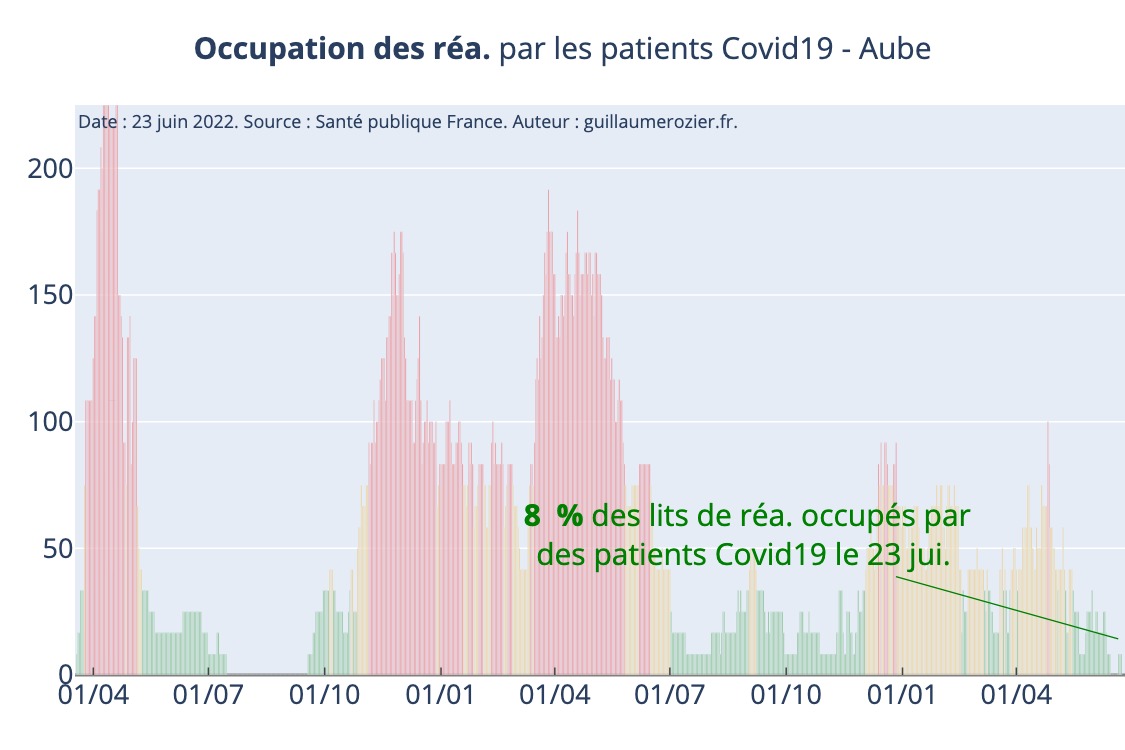 Occupation des réa. par les patients Covid19 - Aube
Date : 23 juin 2022. Source : Santé publique France. Auteur : guillaumerozier.fr.
200
150
100
50
0
8 % des lits de réa. occupés par
des patients Covid19 le 23 jui.
01/04 01/07 01/10 01/01 01/04 01/07 01/10 01/01 01/04